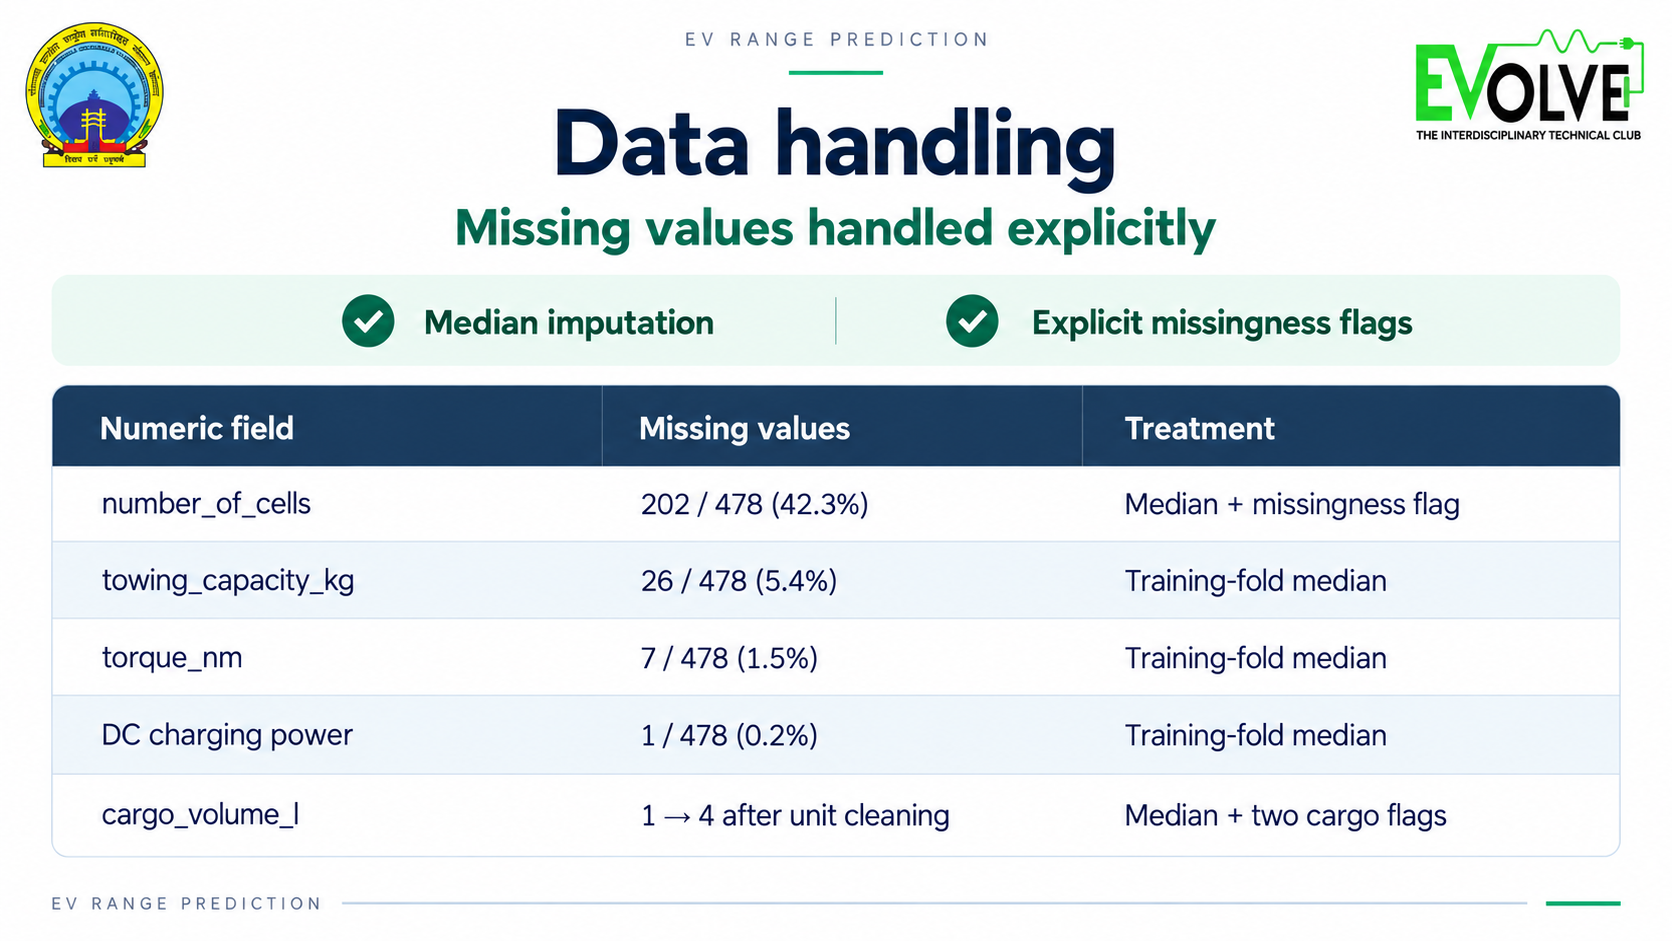 EV RANGE PREDICTION
EVOLVE
THE INTERDISCIPLINARY TECHNICAL CLUB
Data handling
Missing values handled explicitly
Median imputation
Explicit missingness flags
Numeric field Missing values Treatment
number_of_cells 202 / 478 (42.3%) Median + missingness flag
towing_capacity_kg 26 / 478 (5.4%) Training-fold median
torque_nm 7 / 478 (1.5%) Training-fold median
DC charging power 1 / 478 (0.2%) Training-fold median
cargo_volume_l 1 → 4 after unit cleaning Median + two cargo flags
EV RANGE PREDICTION